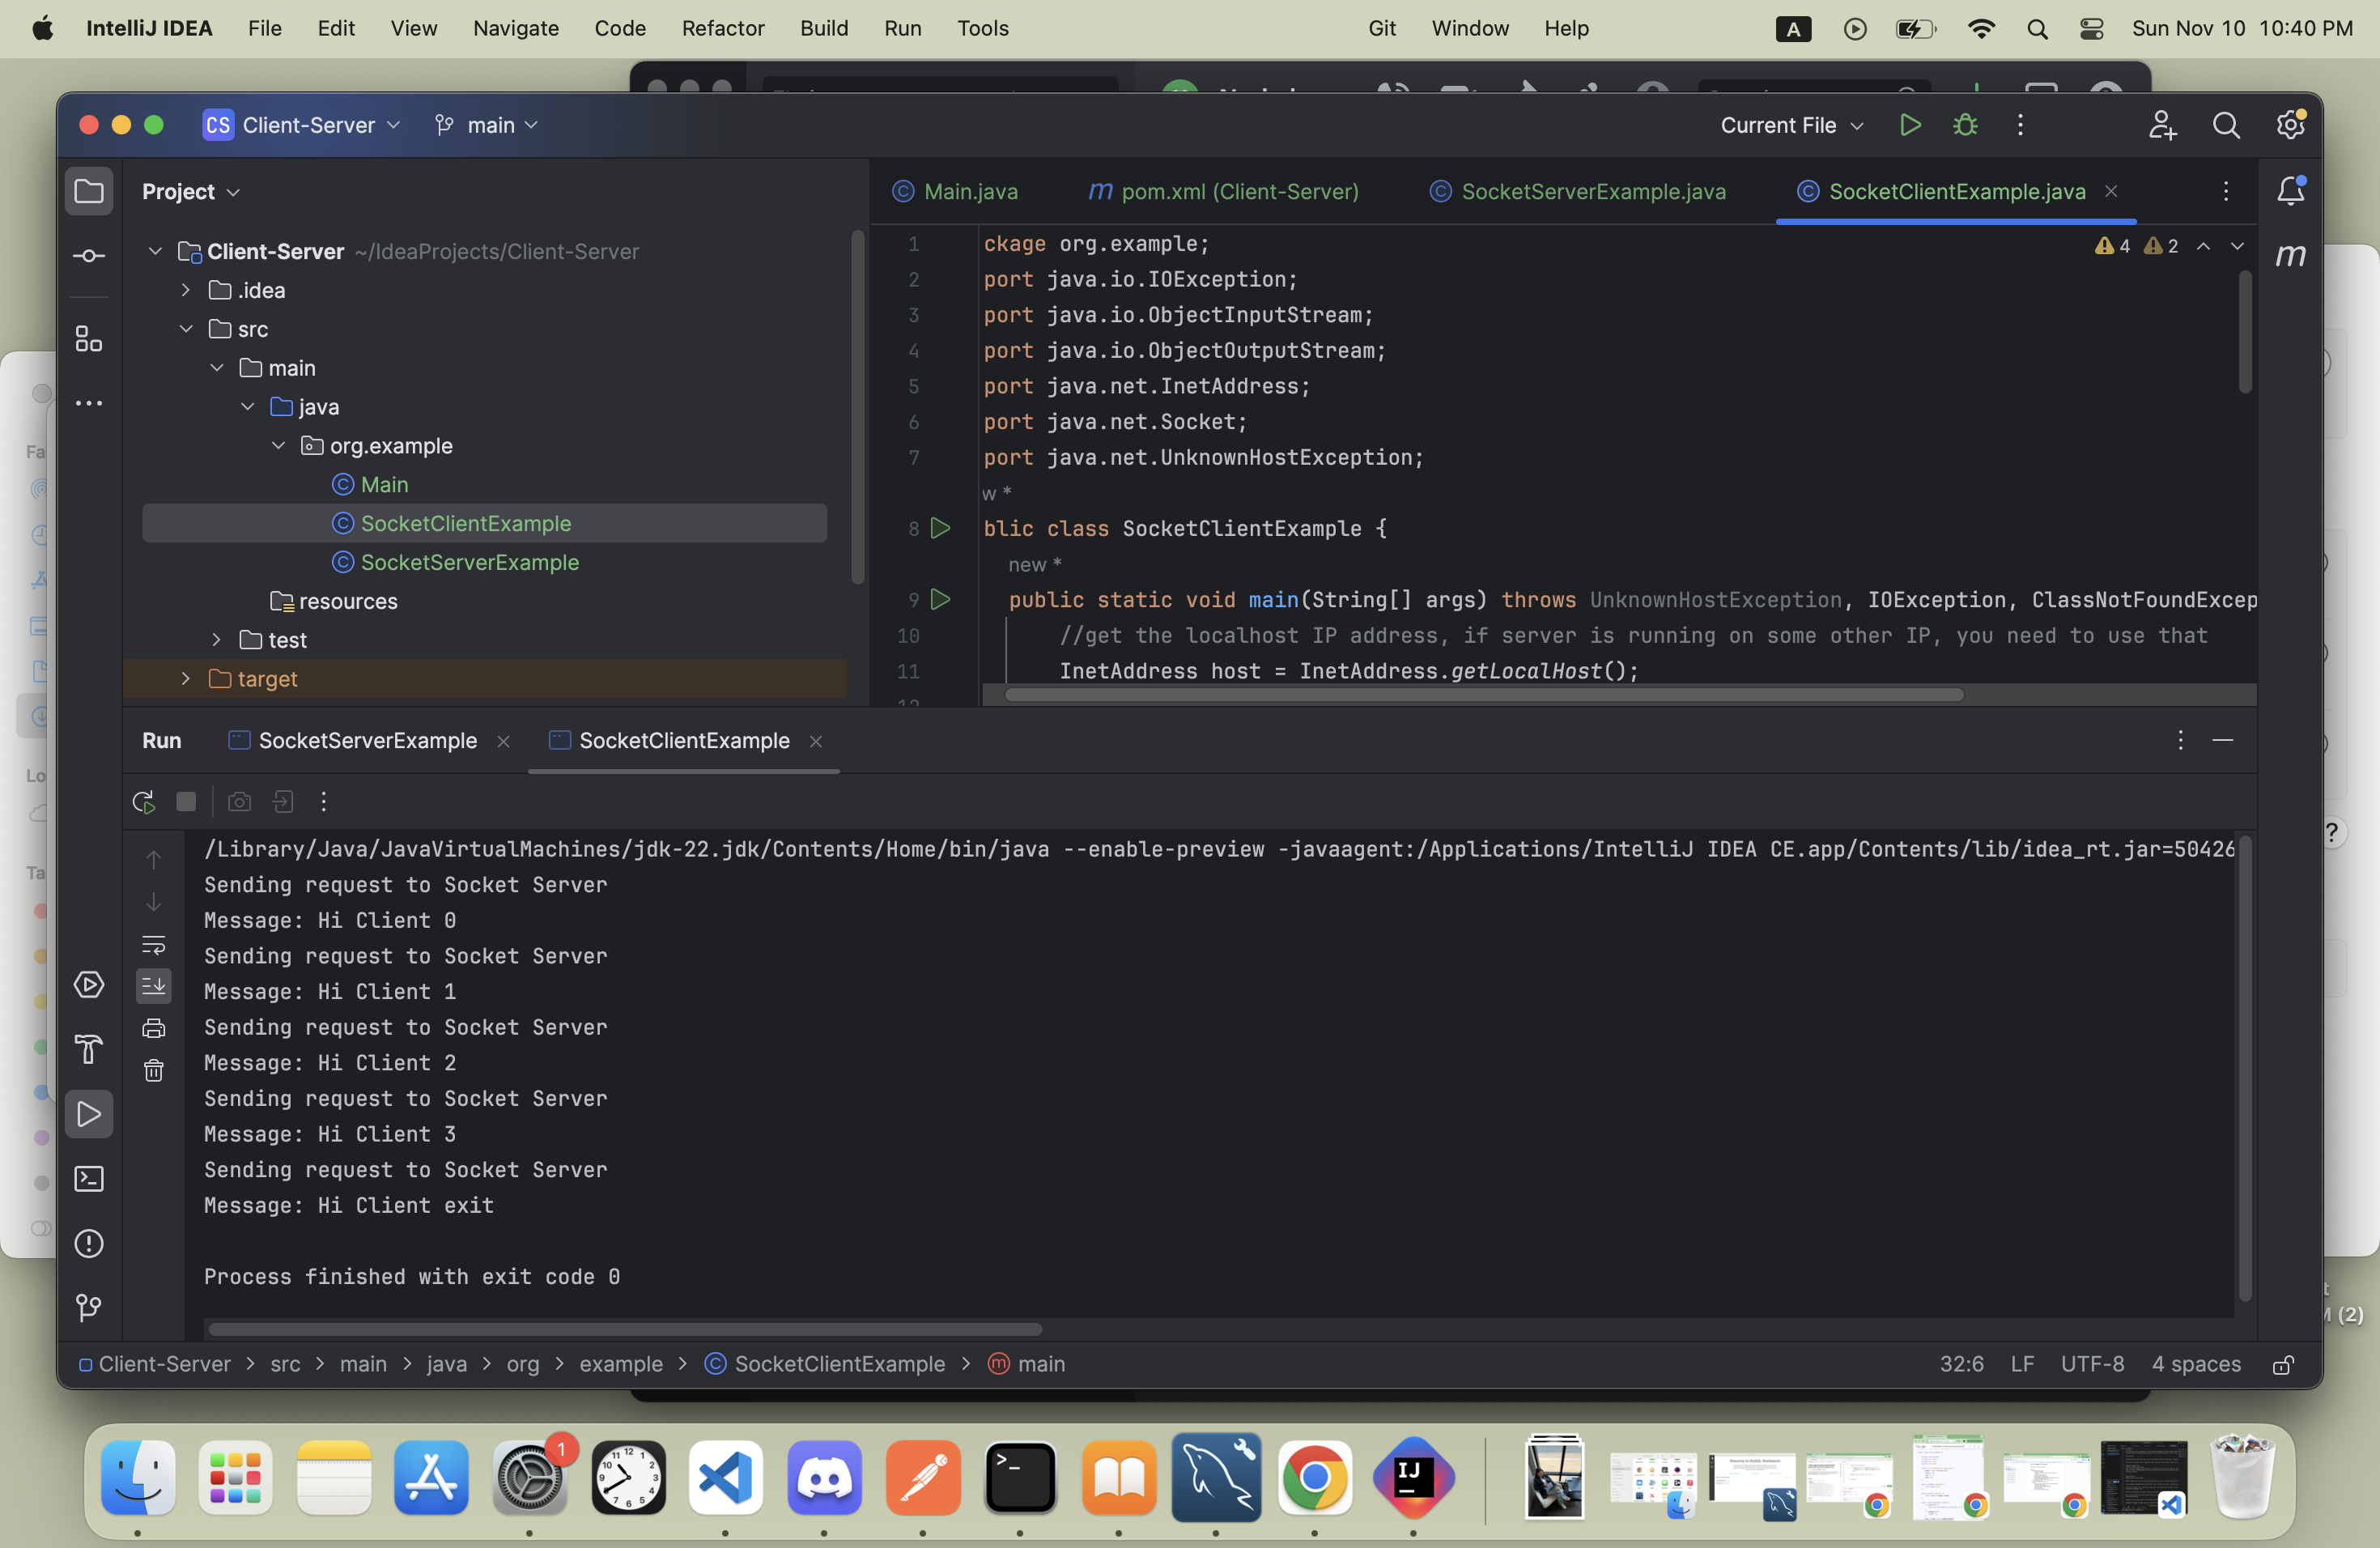 IntelliJ IDEA File Edit View Navigate Code Refactor Build Run Tools Git Window Help A Sun Nov 10 10:40 PM
CS Client-Server main Current File
Project
Main.java m pom.xml (Client-Server) SocketServerExample.java SocketClientExample.java
Client-Server ~/IdeaProjects/Client-Server
.idea
src
main
java
org.example
Main
SocketClientExample
SocketServerExample
resources
test
target
4 2
m
1 ckage org.example;
2 port java.io.IOException;
3 port java.io.ObjectInputStream;
4 port java.io.ObjectOutputStream;
5 port java.net.InetAddress;
6 port java.net.Socket;
7 port java.net.UnknownHostException;
w *
8 blic class SocketClientExample {
new *
9 public static void main(String[] args) throws UnknownHostException, IOException, ClassNotFoundExcep
10 //get the localhost IP address, if server is running on some other IP, you need to use that
11 InetAddress host = InetAddress.getLocalHost();
Run SocketServerExample SocketClientExample
/Library/Java/JavaVirtualMachines/jdk-22.jdk/Contents/Home/bin/java --enable-preview -javaagent:/Applications/IntelliJ IDEA CE.app/Contents/lib/idea_rt.jar=50426
Sending request to Socket Server
Message: Hi Client 0
Sending request to Socket Server
Message: Hi Client 1
Sending request to Socket Server
Message: Hi Client 2
Sending request to Socket Server
Message: Hi Client 3
Sending request to Socket Server
Message: Hi Client exit
Process finished with exit code 0
Client-Server > src > main > java > org > example > SocketClientExample > main 32:6 LF UTF-8 4 spaces
Fa
Lo
Ta
?
(2)
1
IJ